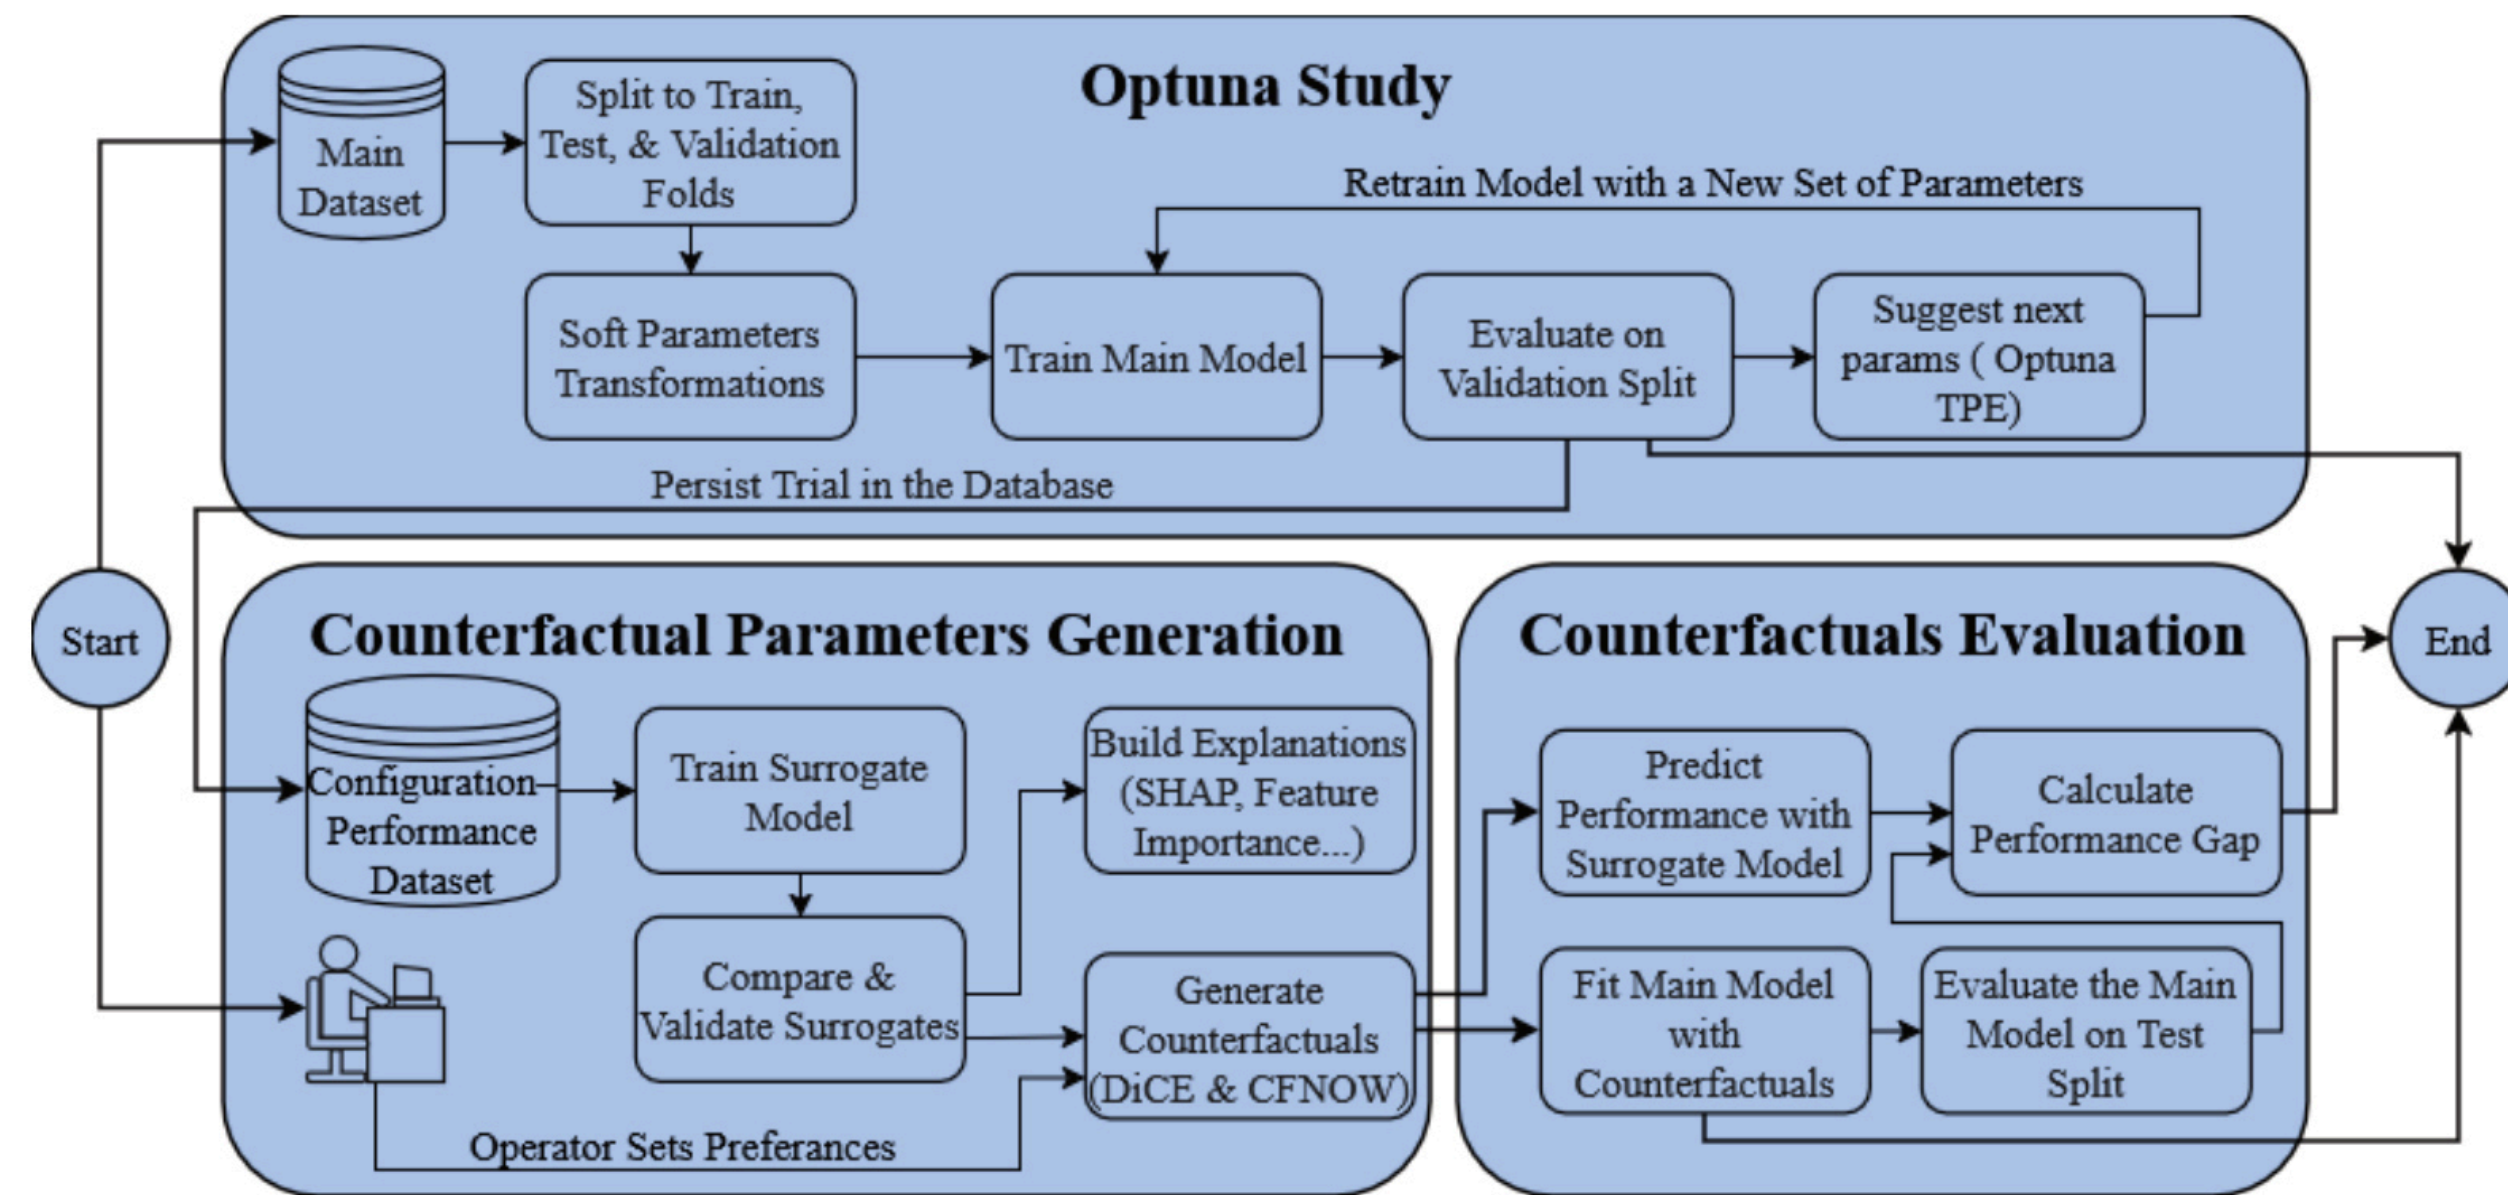 Optuna Study
Main
Dataset
Split to Train,
Test, & Validation
Folds
Retrain Model with a New Set of Parameters
Soft Parameters
Transformations
Train Main Model
Evaluate on
Validation Split
Suggest next
params ( Optuna
TPE)
Persist Trial in the Database
Start
Counterfactual Parameters Generation
Configuration–
Performance
Dataset
Train Surrogate
Model
Build Explanations
(SHAP, Feature
Importance...)
Compare &
Validate Surrogates
Generate
Counterfactuals
(DiCE & CFNOW)
Operator Sets Preferances
Counterfactuals Evaluation
Predict
Performance with
Surrogate Model
Calculate
Performance Gap
Fit Main Model
with
Counterfactuals
Evaluate the Main
Model on Test
Split
End